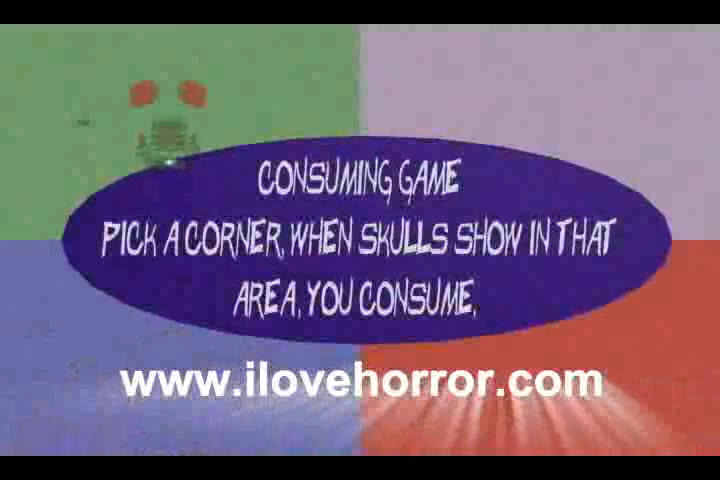 CONSUMING GAME
PICK A CORNER, WHEN SKULLS SHOW IN THAT
AREA, YOU CONSUME.
www.ilovehorror.com